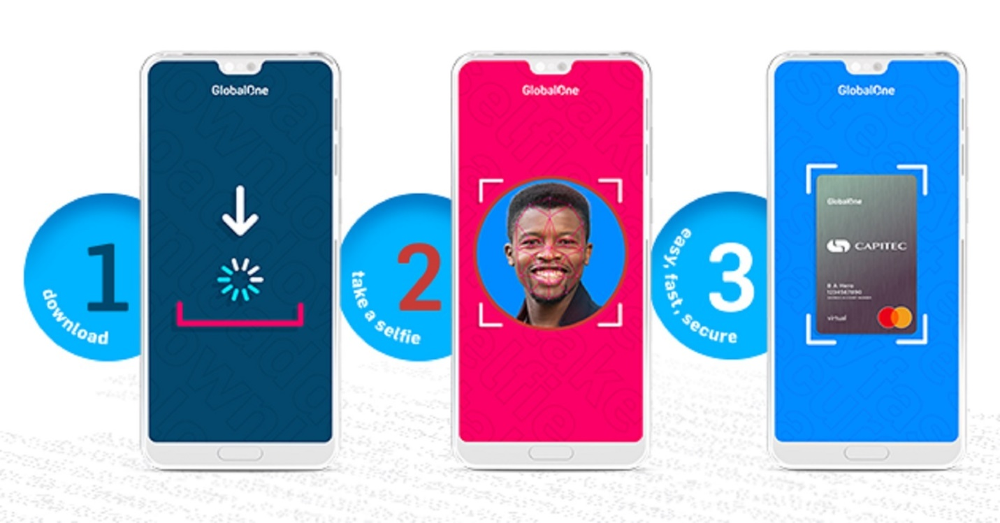 1
download
GlobalOne
2
take a selfie
GlobalOne
3
easy, fast, secure
GlobalOne
GlobalOne
CAPITEC
virtual